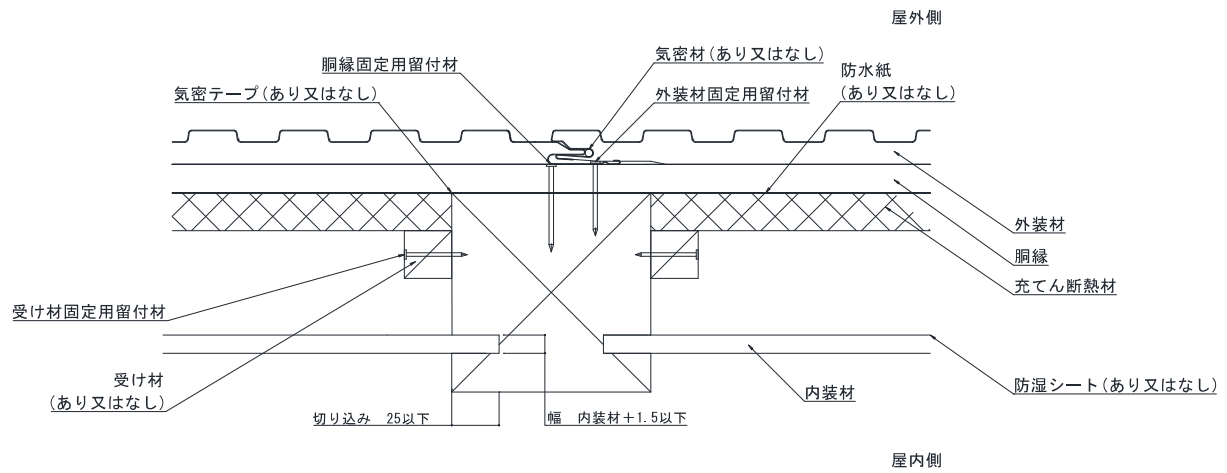 屋外側
胴縁固定用留付材
気密材(あり又はなし)
気密テープ(あり又はなし)
外装材固定用留付材
防水紙
(あり又はなし)
外装材
胴縁
充てん断熱材
受け材固定用留付材
受け材
(あり又はなし)
内装材
防湿シート(あり又はなし)
切り込み 25以下
幅 内装材+1.5以下
屋内側